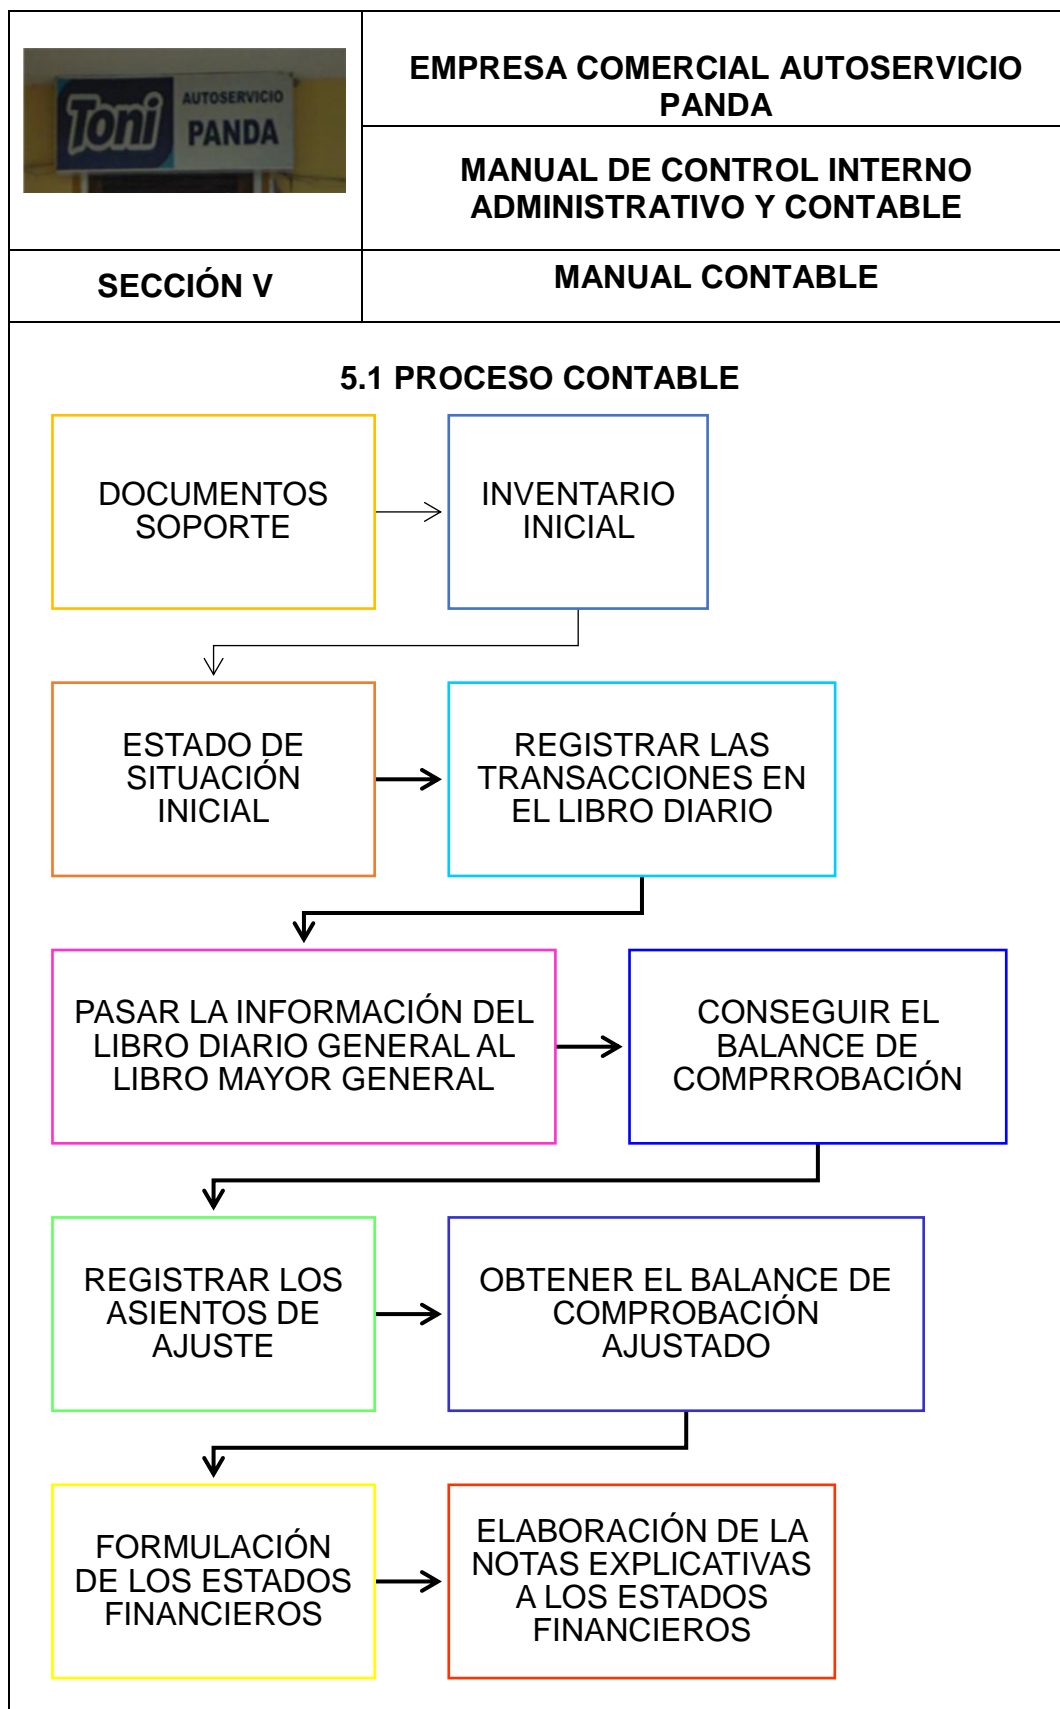 Toni
AUTOSERVICIO
PANDA
EMPRESA COMERCIAL AUTOSERVICIO
PANDA
MANUAL DE CONTROL INTERNO
ADMINISTRATIVO Y CONTABLE
SECCIÓN V
MANUAL CONTABLE
5.1 PROCESO CONTABLE
DOCUMENTOS
SOPORTE
INVENTARIO
INICIAL
ESTADO DE
SITUACIÓN
INICIAL
REGISTRAR LAS
TRANSACCIONES EN
EL LIBRO DIARIO
PASAR LA INFORMACIÓN DEL
LIBRO DIARIO GENERAL AL
LIBRO MAYOR GENERAL
CONSEGUIR EL
BALANCE DE
COMPRROBACIÓN
REGISTRAR LOS
ASIENTOS DE
AJUSTE
OBTENER EL BALANCE DE
COMPROBACIÓN
AJUSTADO
FORMULACIÓN
DE LOS ESTADOS
FINANCIEROS
ELABORACIÓN DE LA
NOTAS EXPLICATIVAS
A LOS ESTADOS
FINANCIEROS